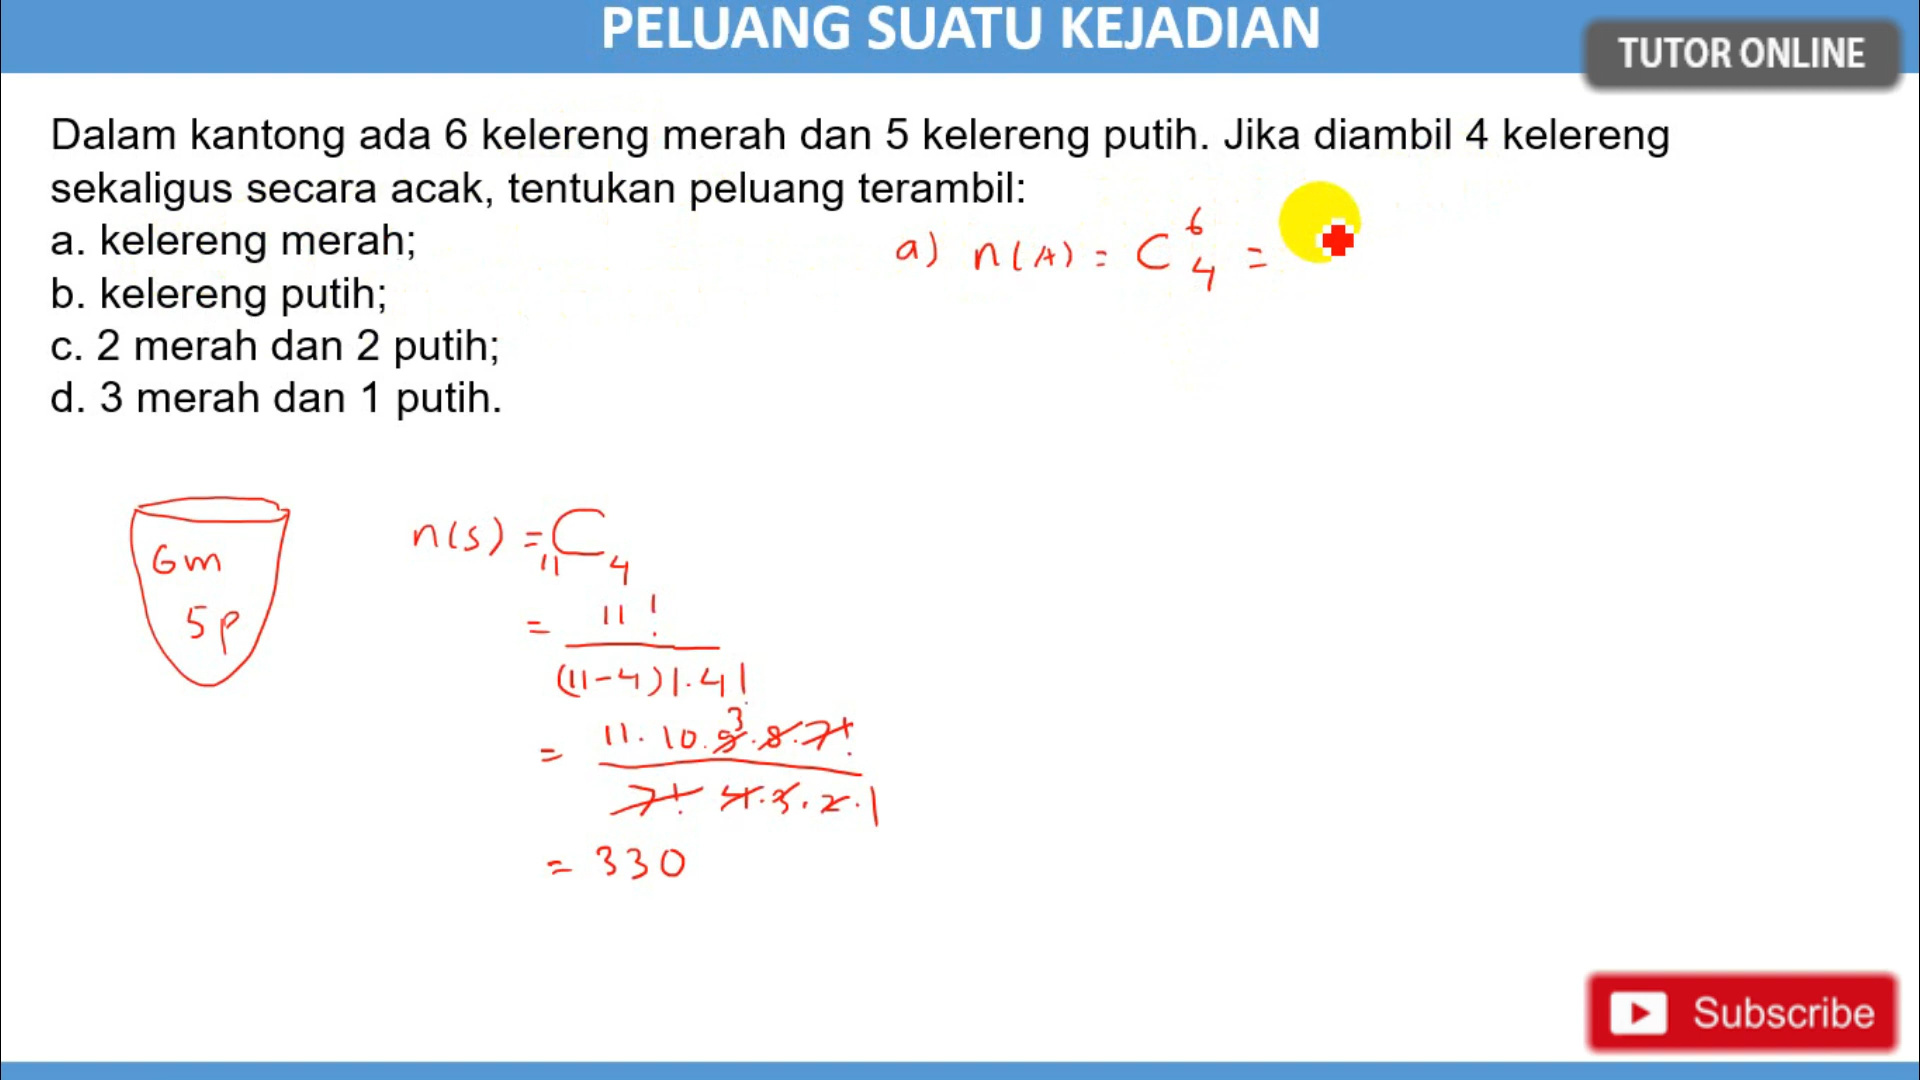 PELUANG SUATU KEJADIAN
TUTOR ONLINE
Dalam kantong ada 6 kelereng merah dan 5 kelereng putih. Jika diambil 4 kelereng
sekaligus secara acak, tentukan peluang terambil:
a. kelereng merah;
b. kelereng putih;
c. 2 merah dan 2 putih;
d. 3 merah dan 1 putih.
a) n(A) = C 6 4 =
6m
5p
n(s) = 11 C 4
= 11!
(11-4)!.4!
= 11.10.9 3.8.7!
7! 4.3.2.1
= 330
Subscribe